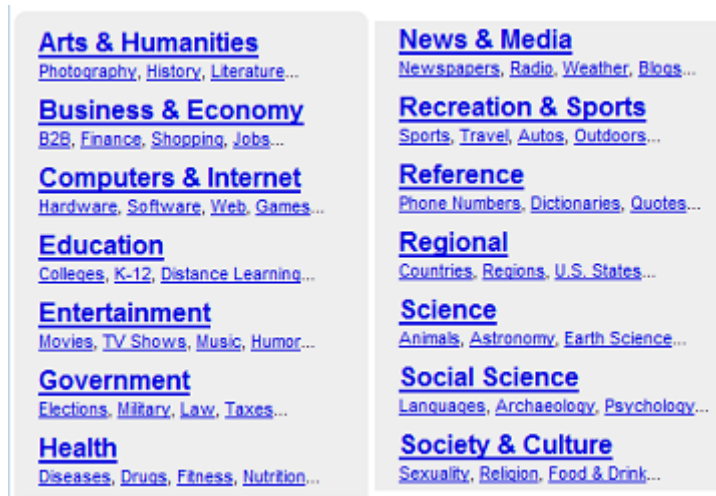 Arts & Humanities
Photography, History, Literature...
Business & Economy
B2B, Finance, Shopping, Jobs...
Computers & Internet
Hardware, Software, Web, Games...
Education
Colleges, K-12, Distance Learning...
Entertainment
Movies, TV Shows, Music, Humor...
Government
Elections, Military, Law, Taxes...
Health
Diseases, Drugs, Fitness, Nutrition...
News & Media
Newspapers, Radio, Weather, Blogs...
Recreation & Sports
Sports, Travel, Autos, Outdoors...
Reference
Phone Numbers, Dictionaries, Quotes...
Regional
Countries, Regions, U.S. States...
Science
Animals, Astronomy, Earth Science...
Social Science
Languages, Archaeology, Psychology...
Society & Culture
Sexuality, Religion, Food & Drink...